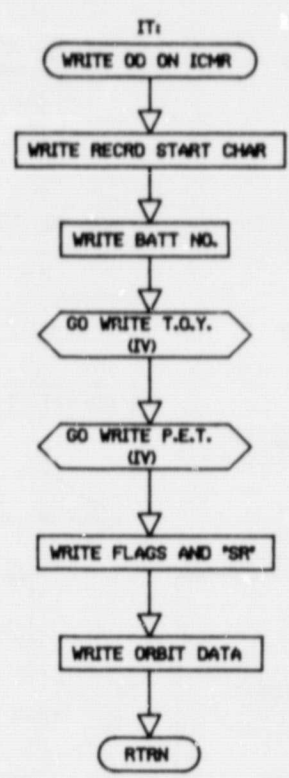 IT:
WRITE OD ON ICMR
WRITE RECRD START CHAR
WRITE BATT NO.
GO WRITE T.O.Y.
(IV)
GO WRITE P.E.T.
(IV)
WRITE FLAGS AND "SR"
WRITE ORBIT DATA
RTRN